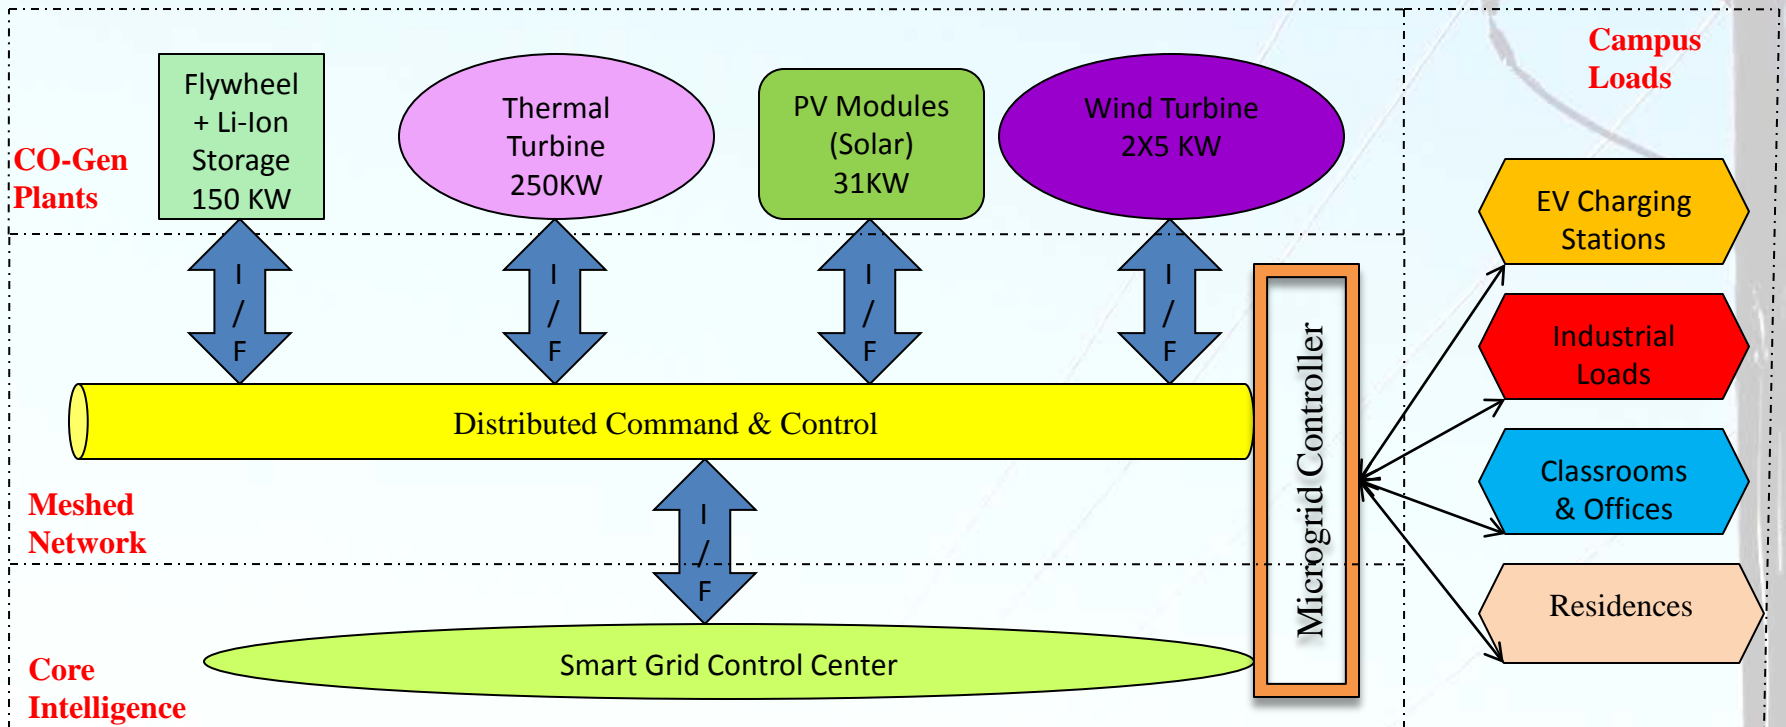 CO-Gen
Plants
Flywheel
+ Li-Ion
Storage
150 KW
Thermal
Turbine
250KW
PV Modules
(Solar)
31KW
Wind Turbine
2X5 KW
Campus
Loads
I
/
F
I
/
F
I
/
F
I
/
F
Distributed Command & Control
Meshed
Network
I
/
F
Microgrid Controller
EV Charging
Stations
Industrial
Loads
Classrooms
& Offices
Residences
Core
Intelligence
Smart Grid Control Center